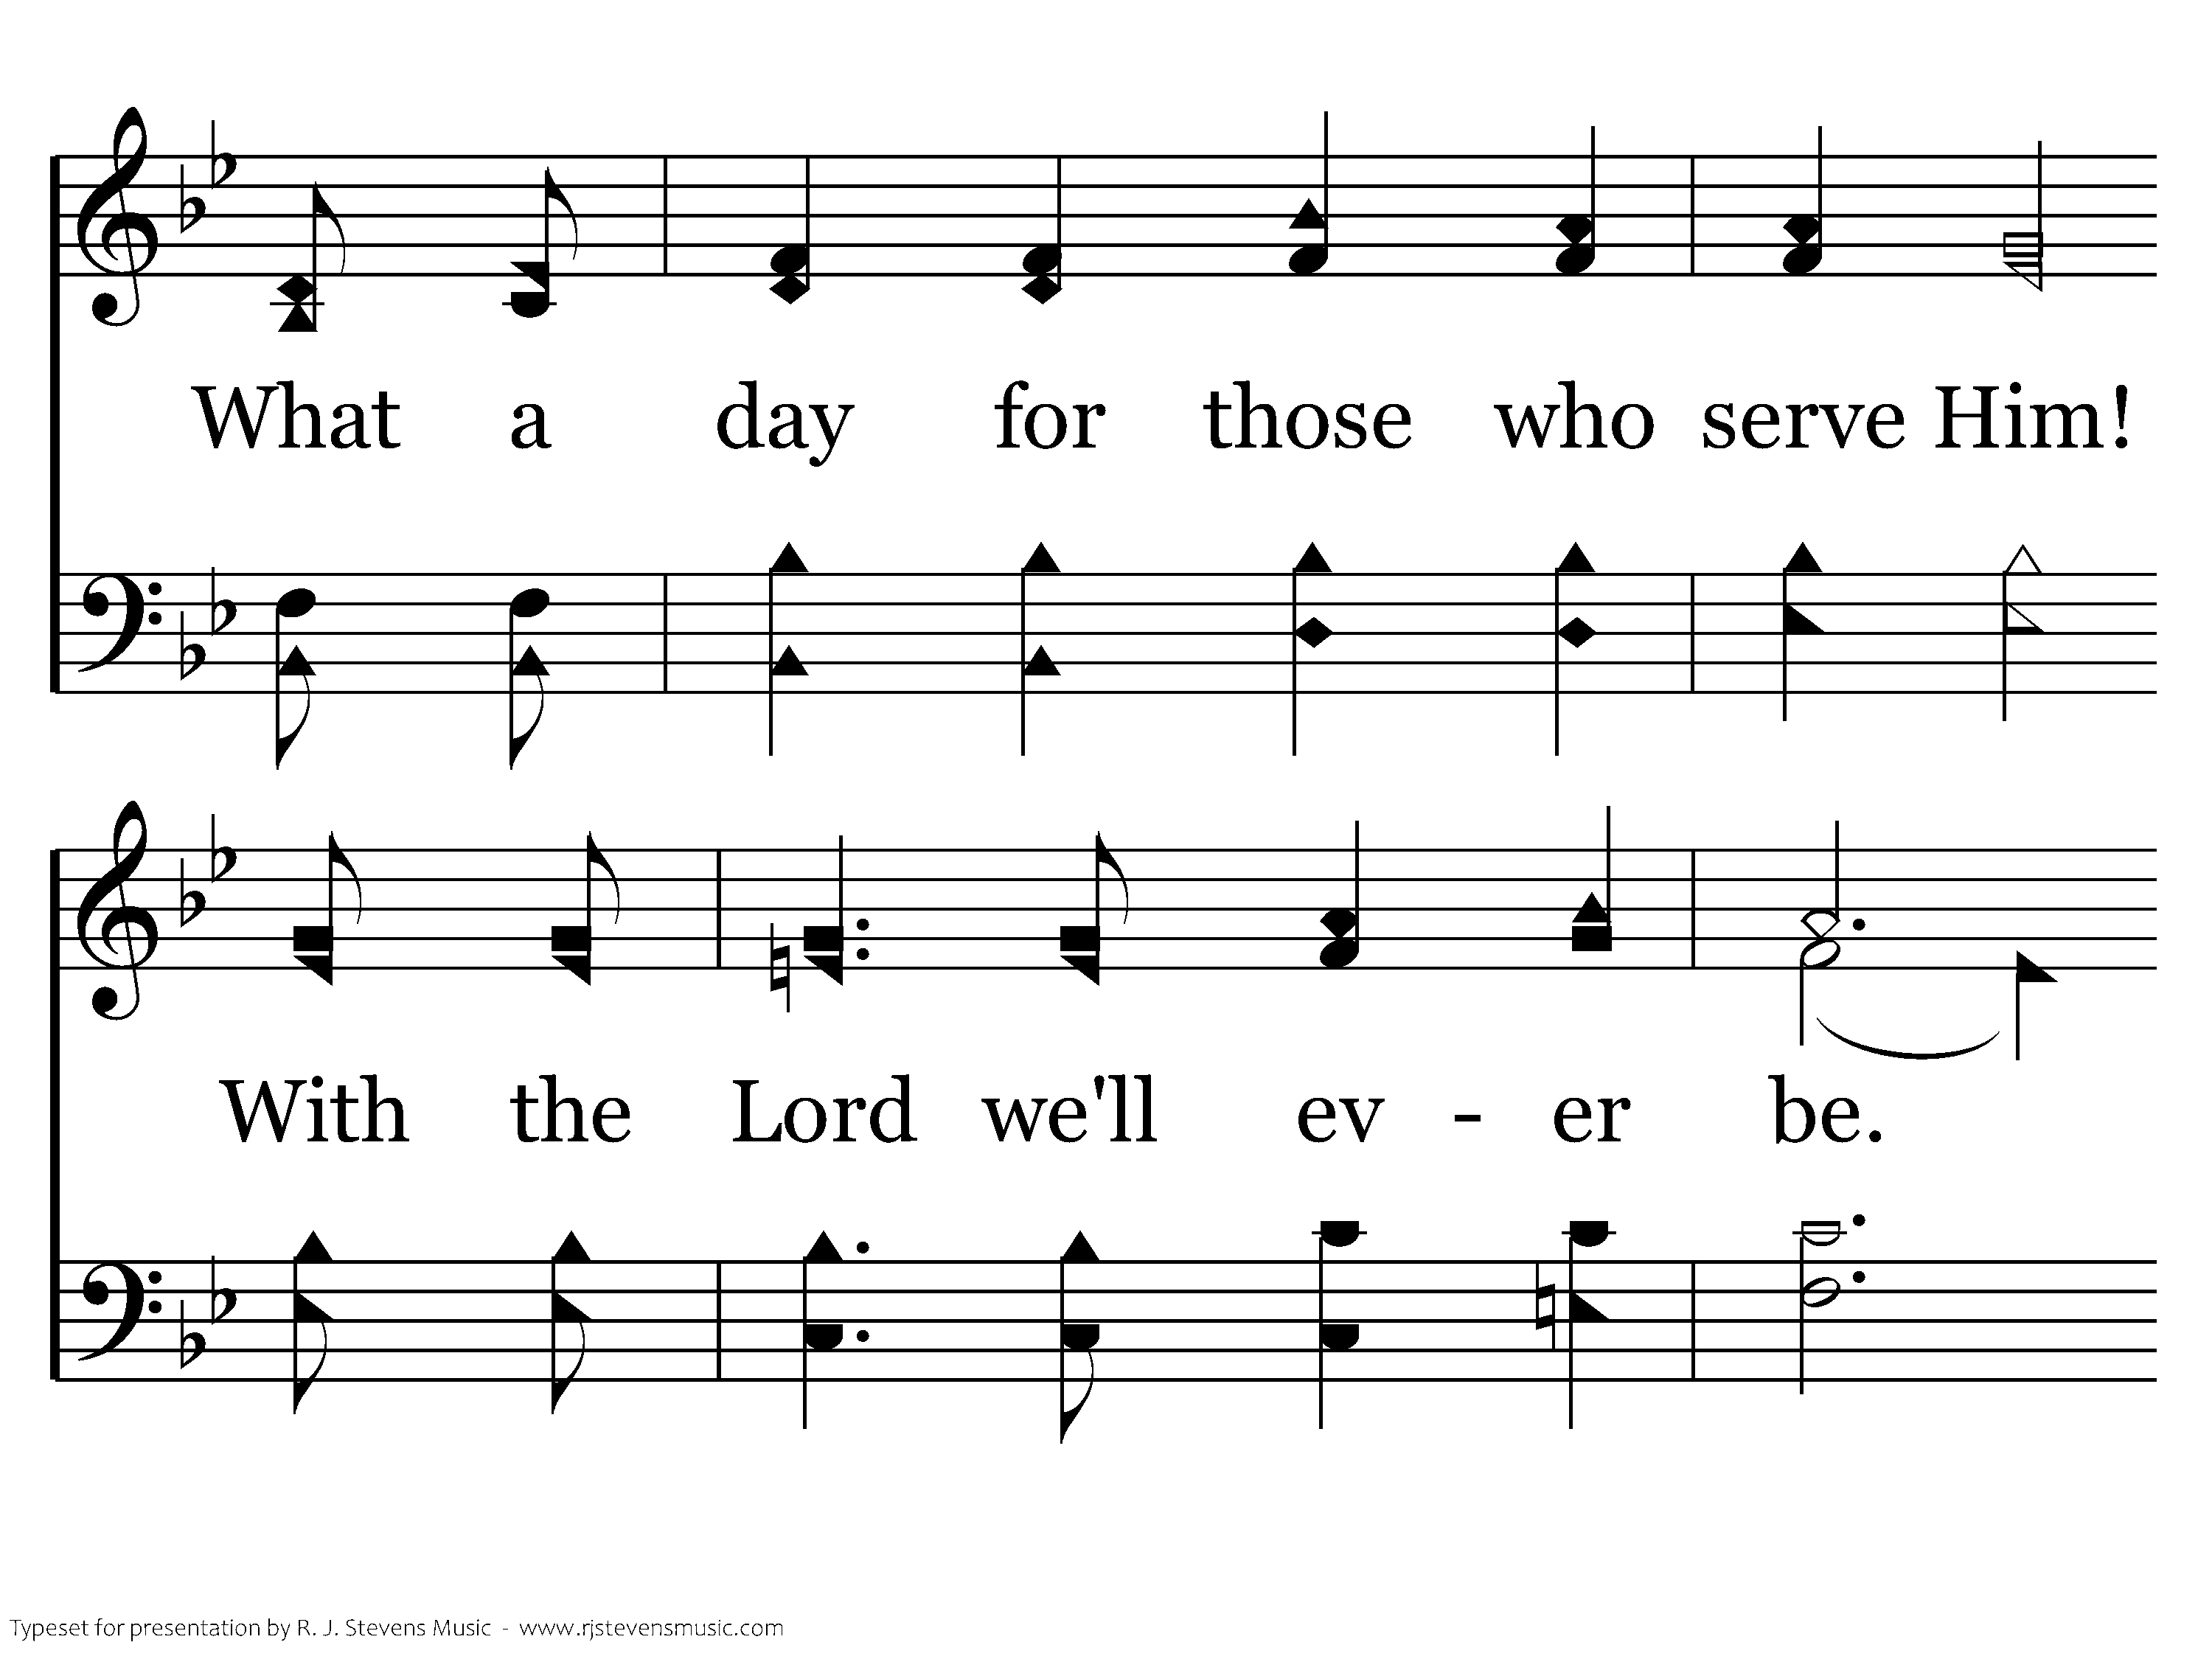 What a day for those who serve Him!
With the Lord we'll ev - er be.
Typeset for presentation by R. J. Stevens Music - www.rjstevensmusic.com